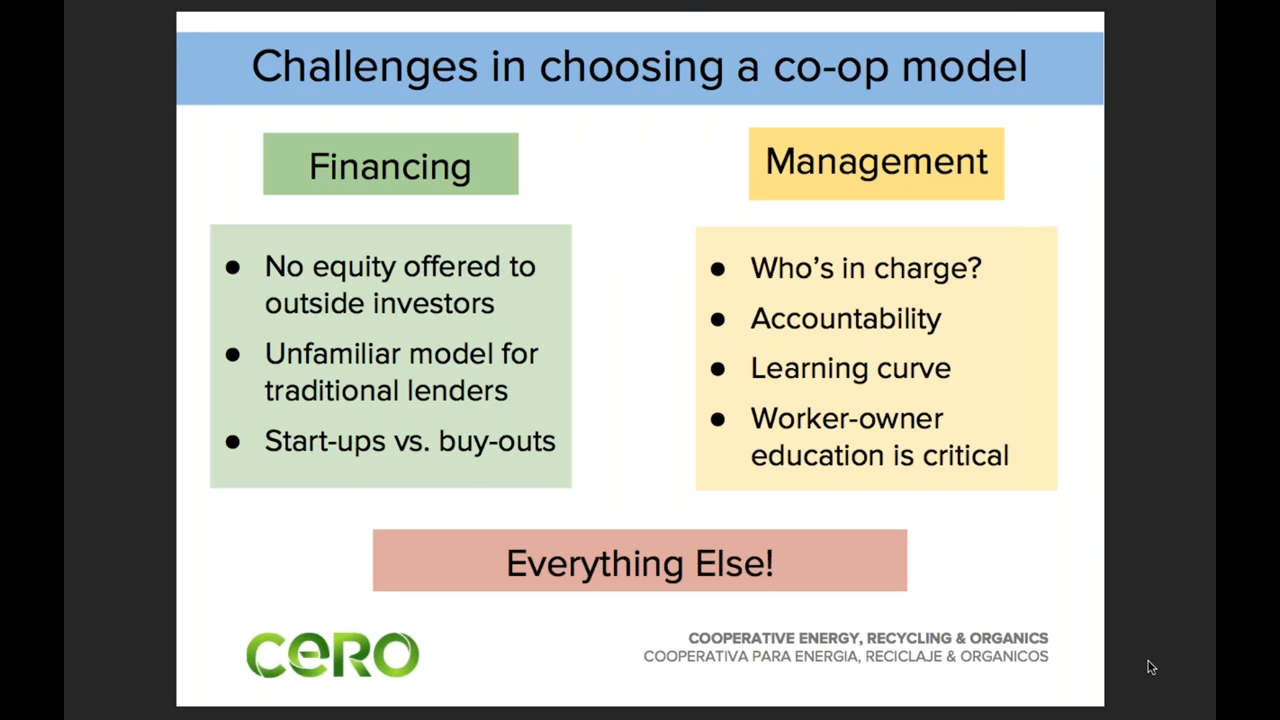 Challenges in choosing a co-op model
Financing
● No equity offered to
outside investors
● Unfamiliar model for
traditional lenders
● Start-ups vs. buy-outs
Management
● Who’s in charge?
● Accountability
● Learning curve
● Worker-owner
education is critical
Everything Else!
CERO
COOPERATIVE ENERGY, RECYCLING & ORGANICS
COOPERATIVA PARA ENERGIA, RECICLAJE & ORGANICOS